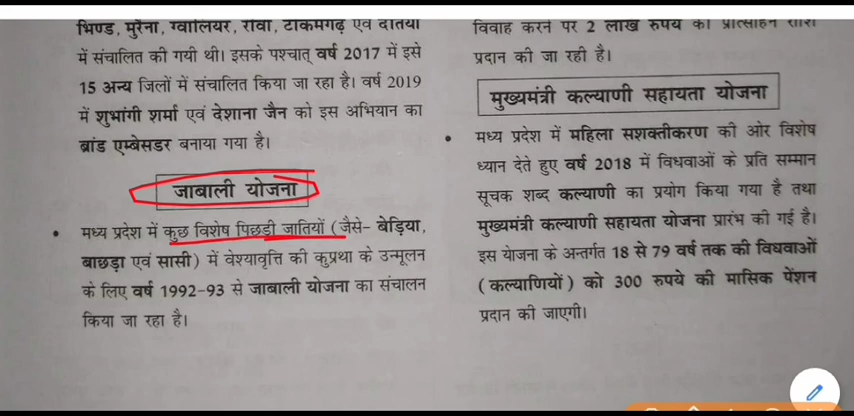 भिण्ड, मुरैना, ग्वालियर, रीवा, टीकमगढ़ एवं दतिया
में संचालित की गयी थी। इसके पश्चात् वर्ष 2017 में इसे
15 अन्य जिलों में संचालित किया जा रहा है। वर्ष 2019
में शुभांगी शर्मा एवं देशाना जैन को इस अभियान का
ब्रांड एम्बेसडर बनाया गया है।
जाबाली योजना
• मध्य प्रदेश में कुछ विशेष पिछड़ी जातियों (जैसे- बेड़िया,
बाछड़ा एवं सासी) में वेश्यावृत्ति की कुप्रथा के उन्मूलन
के लिए वर्ष 1992-93 से जाबाली योजना का संचालन
किया जा रहा है।
विवाह करने पर 2 लाख रुपये की प्रोत्साहन राशि
प्रदान की जा रही है।
मुख्यमंत्री कल्याणी सहायता योजना
• मध्य प्रदेश में महिला सशक्तीकरण की ओर विशेष
ध्यान देते हुए वर्ष 2018 में विधवाओं के प्रति सम्मान
सूचक शब्द कल्याणी का प्रयोग किया गया है तथा
मुख्यमंत्री कल्याणी सहायता योजना प्रारंभ की गई है।
इस योजना के अन्तर्गत 18 से 79 वर्ष तक की विधवाओं
(कल्याणियों) को 300 रुपये की मासिक पेंशन
प्रदान की जाएगी।